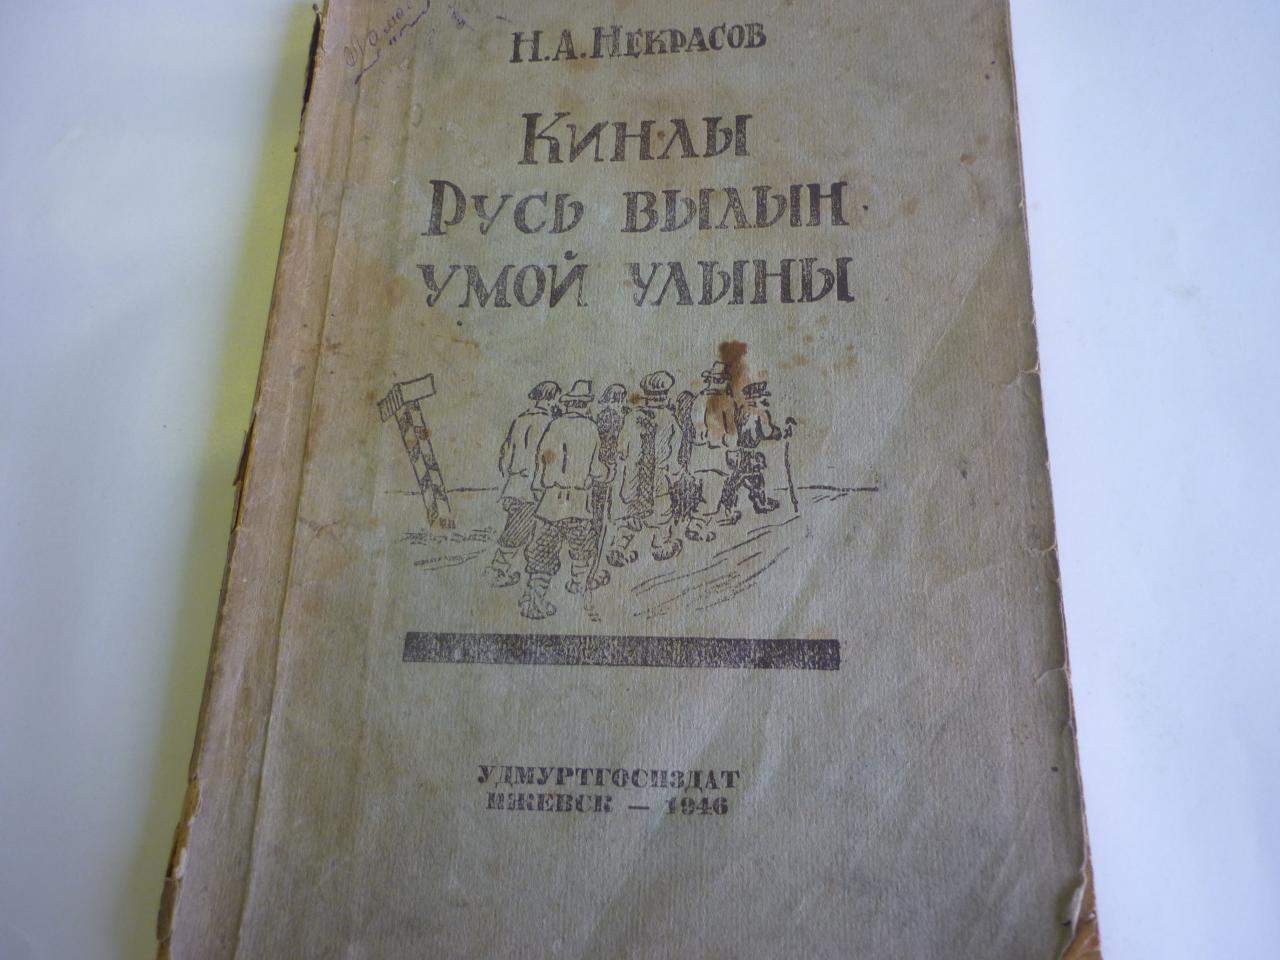 Н.А.Некрасов
Кинлы
Русь вылын
умой улыны
УДМУРТГОСИЗДАТ
ИЖЕВСК — 1946